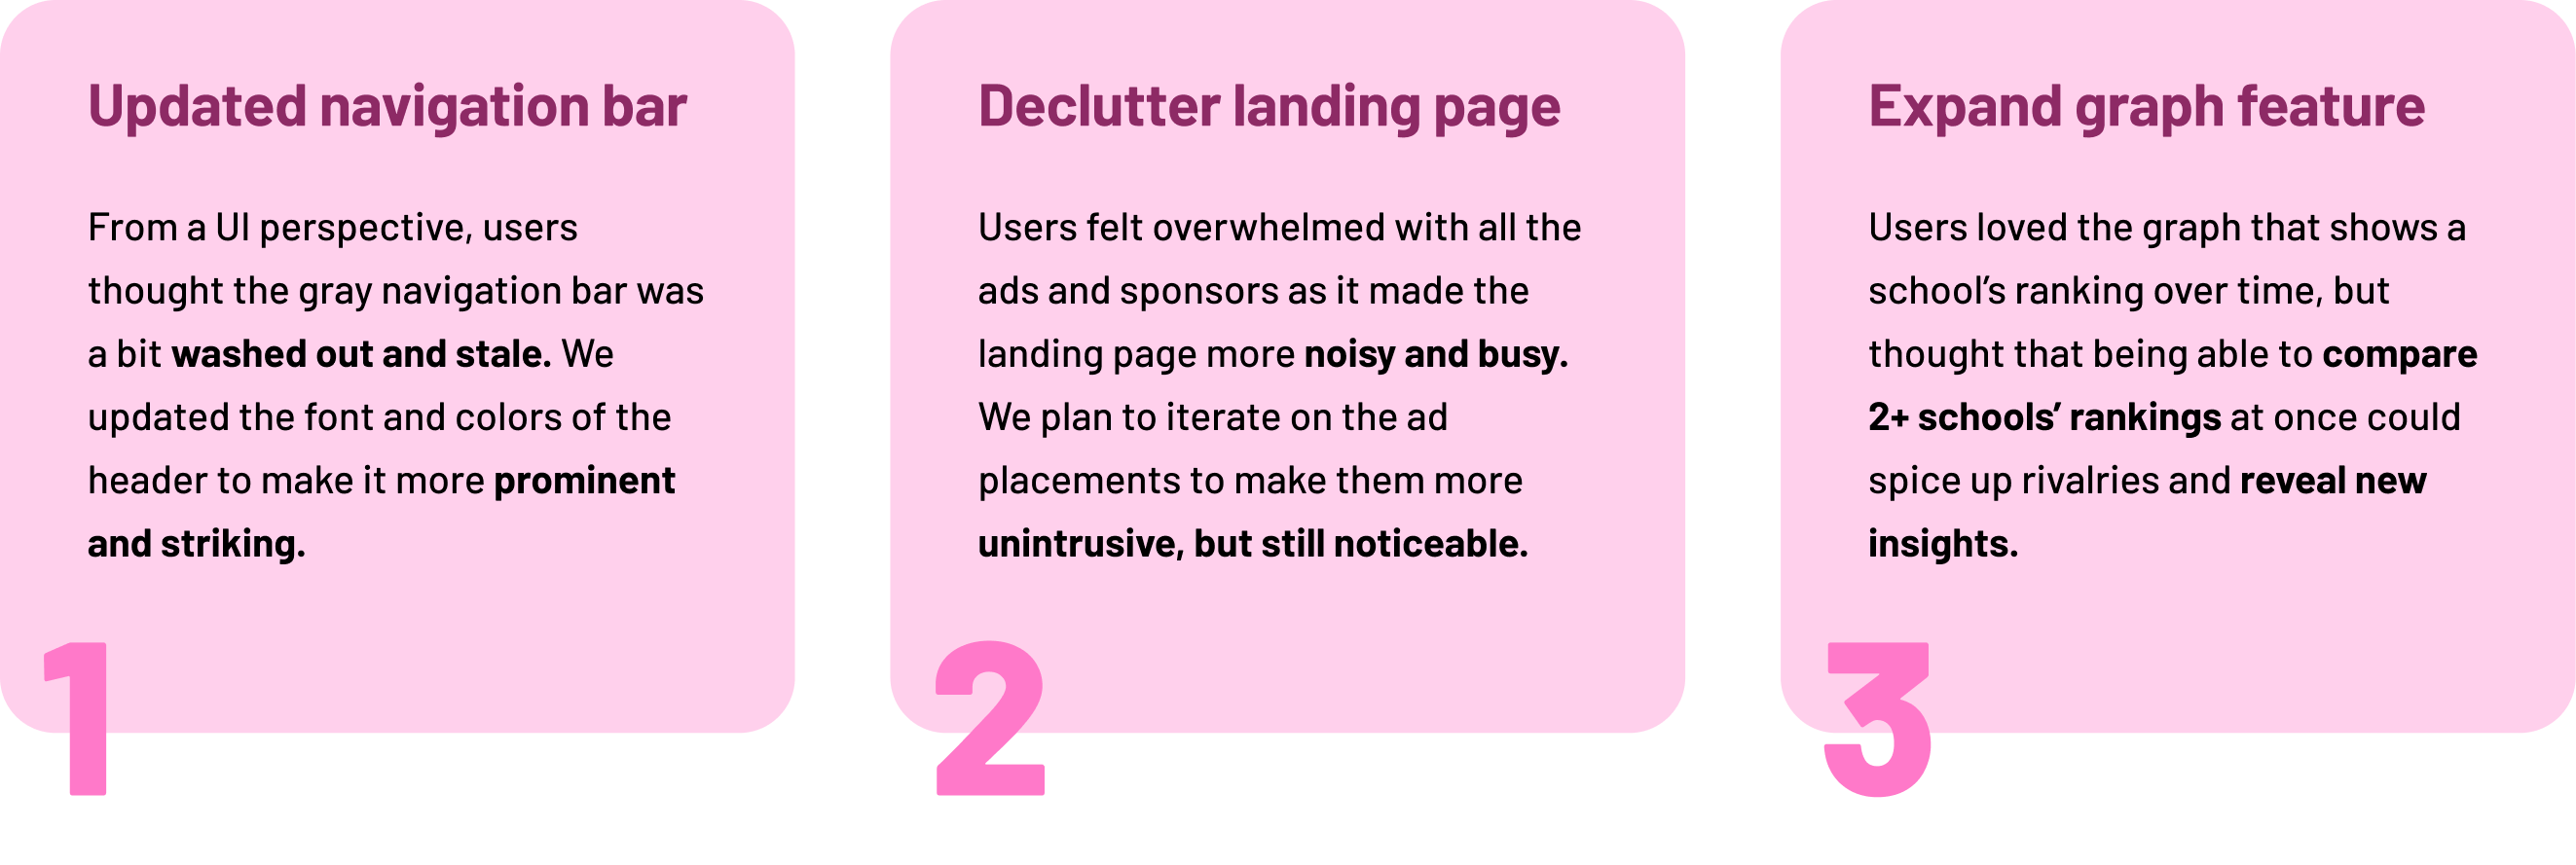 Updated navigation bar
From a UI perspective, users
thought the gray navigation bar was
a bit washed out and stale. We
updated the font and colors of the
header to make it more prominent
and striking.
1
Declutter landing page
Users felt overwhelmed with all the
ads and sponsors as it made the
landing page more noisy and busy.
We plan to iterate on the ad
placements to make them more
unintrusive, but still noticeable.
2
Expand graph feature
Users loved the graph that shows a
school’s ranking over time, but
thought that being able to compare
2+ schools’ rankings at once could
spice up rivalries and reveal new
insights.
3